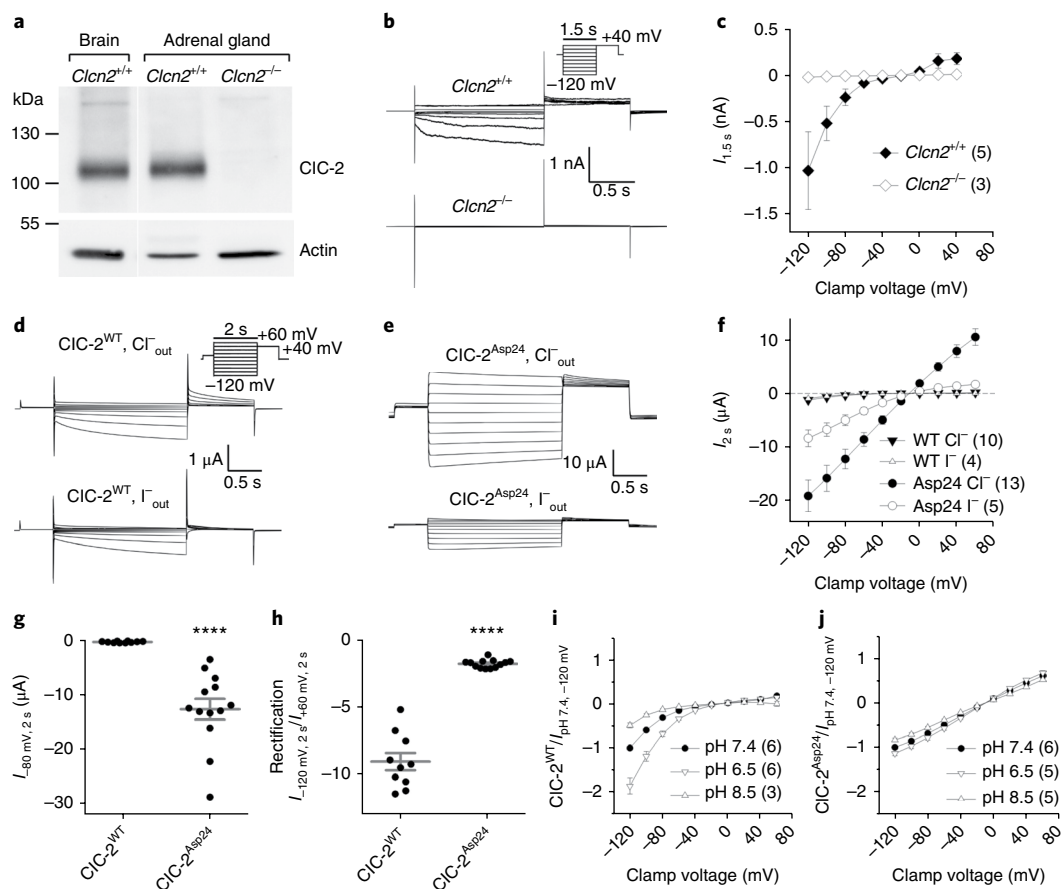 a
Brain Adrenal gland
Clcn2+/+ Clcn2+/+ Clcn2−/−
kDa
130
100
55
ClC-2
Actin
b
1.5 s
+40 mV
−120 mV
Clcn2+/+
1 nA
0.5 s
Clcn2−/−
c
0.5
0
−0.5
−1.0
−1.5
I1.5 s (nA)
Clcn2+/+ (5)
Clcn2−/− (3)
−120 −80 −40 0 40 80
Clamp voltage (mV)
d
ClC-2WT, Cl−out
2 s
+60 mV
+40 mV
−120 mV
1 μA
0.5 s
ClC-2WT, I−out
e
ClC-2Asp24, Cl−out
10 μA
0.5 s
ClC-2Asp24, I−out
f
10
0
−10
−20
I2 s (μA)
WT Cl− (10)
WT I− (4)
Asp24 Cl− (13)
Asp24 I− (5)
−120 −80 −40 0 40 80
Clamp voltage (mV)
g
****
0
−10
−20
−30
I−80 mV, 2 s (μA)
ClC-2WT ClC-2Asp24
h
****
0
−5
−10
Rectification
I−120 mV, 2 s/I+60 mV, 2 s
ClC-2WT ClC-2Asp24
i
1
0
−1
−2
ClC-2WT/IpH 7.4, −120 mV
pH 7.4 (6)
pH 6.5 (6)
pH 8.5 (3)
−120 −80 −40 0 40 80
Clamp voltage (mV)
j
1
0
−1
−2
ClC-2Asp24/IpH 7.4, −120 mV
pH 7.4 (6)
pH 6.5 (5)
pH 8.5 (5)
−120 −80 −40 0 40 80
Clamp voltage (mV)